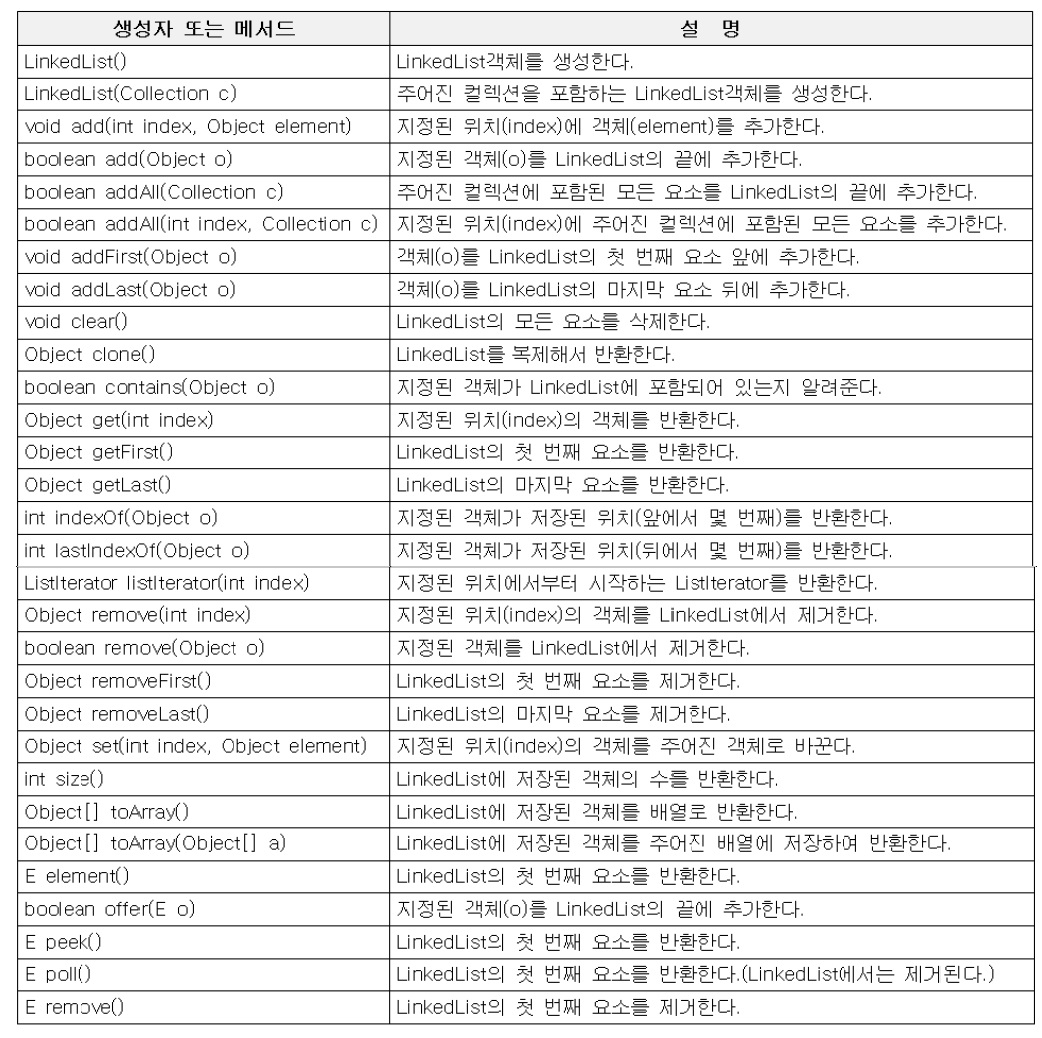 생성자 또는 메서드 설 명
LinkedList() LinkedList객체를 생성한다.
LinkedList(Collection c) 주어진 컬렉션을 포함하는 LinkedList객체를 생성한다.
void add(int index, Object element) 지정된 위치(index)에 객체(element)를 추가한다.
boolean add(Object o) 지정된 객체(o)를 LinkedList의 끝에 추가한다.
boolean addAll(Collection c) 주어진 컬렉션에 포함된 모든 요소를 LinkedList의 끝에 추가한다.
boolean addAll(int index, Collection c) 지정된 위치(index)에 주어진 컬렉션에 포함된 모든 요소를 추가한다.
void addFirst(Object o) 객체(o)를 LinkedList의 첫 번째 요소 앞에 추가한다.
void addLast(Object o) 객체(o)를 LinkedList의 마지막 요소 뒤에 추가한다.
void clear() LinkedList의 모든 요소를 삭제한다.
Object clone() LinkedList를 복제해서 반환한다.
boolean contains(Object o) 지정된 객체가 LinkedList에 포함되어 있는지 알려준다.
Object get(int index) 지정된 위치(index)의 객체를 반환한다.
Object getFirst() LinkedList의 첫 번째 요소를 반환한다.
Object getLast() LinkedList의 마지막 요소를 반환한다.
int indexOf(Object o) 지정된 객체가 저장된 위치(앞에서 몇 번째)를 반환한다.
int lastIndexOf(Object o) 지정된 객체가 저장된 위치(뒤에서 몇 번째)를 반환한다.
ListIterator listIterator(int index) 지정된 위치에서부터 시작하는 ListIterator를 반환한다.
Object remove(int index) 지정된 위치(index)의 객체를 LinkedList에서 제거한다.
boolean remove(Object o) 지정된 객체를 LinkedList에서 제거한다.
Object removeFirst() LinkedList의 첫 번째 요소를 제거한다.
Object removeLast() LinkedList의 마지막 요소를 제거한다.
Object set(int index, Object element) 지정된 위치(index)의 객체를 주어진 객체로 바꾼다.
int size() LinkedList에 저장된 객체의 수를 반환한다.
Object[] toArray() LinkedList에 저장된 객체를 배열로 반환한다.
Object[] toArray(Object[] a) LinkedList에 저장된 객체를 주어진 배열에 저장하여 반환한다.
E element() LinkedList의 첫 번째 요소를 반환한다.
boolean offer(E o) 지정된 객체(o)를 LinkedList의 끝에 추가한다.
E peek() LinkedList의 첫 번째 요소를 반환한다.
E poll() LinkedList의 첫 번째 요소를 반환한다.(LinkedList에서는 제거된다.)
E remove() LinkedList의 첫 번째 요소를 제거한다.